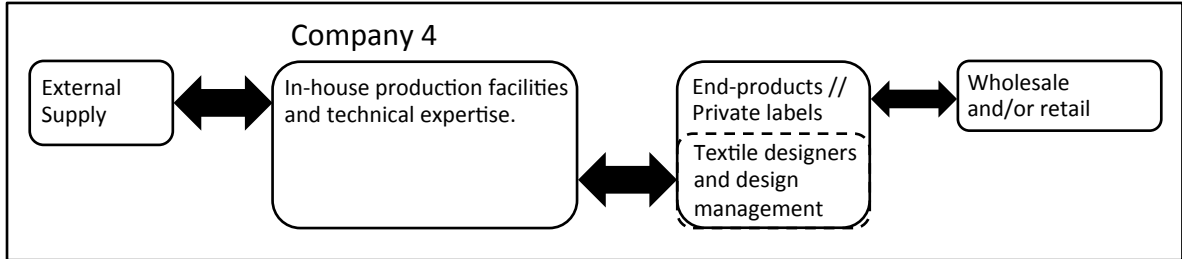 Company 4
External
Supply
In-house production facilities
and technical expertise.
End-products //
Private labels
Textile designers
and design
management
Wholesale
and/or retail